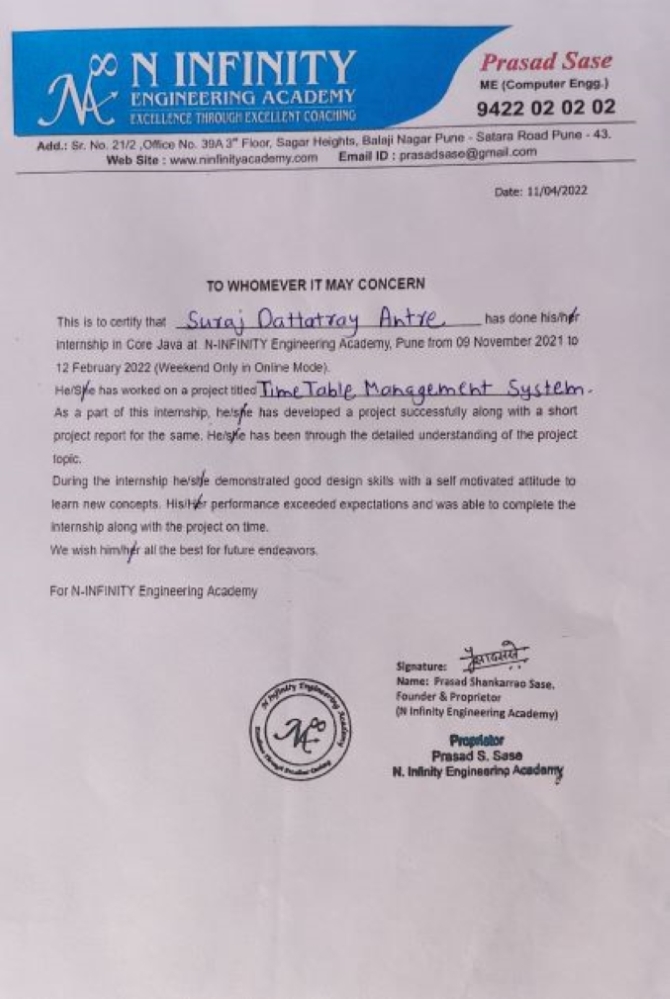 N INFINITY
ENGINEERING ACADEMY
EXCELLENCE THROUGH EXCELLENT COACHING
Prasad Sase
ME (Computer Engg.)
9422 02 02 02
Add.: Sr. No. 21/2 ,Office No. 39A 3rd Floor, Sagar Heights, Balaji Nagar Pune - Satara Road Pune - 43.
Web Site : www.ninfinityacademy.com Email ID : prasadsase@gmail.com
Date: 11/04/2022
TO WHOMEVER IT MAY CONCERN
This is to certify that Suraj Dattatray Antre has done his/her
Internship in Core Java at N-INFINITY Engineering Academy, Pune from 09 November 2021 to
12 February 2022 (Weekend Only in Online Mode).
He/She has worked on a project titled Time Table Management System.
As a part of this internship, he/she has developed a project successfully along with a short
project report for the same. He/she has been through the detailed understanding of the project
topic.
During the internship he/she demonstrated good design skills with a self motivated attitude to
learn new concepts. His/Her performance exceeded expectations and was able to complete the
internship along with the project on time.
We wish him/her all the best for future endeavors.
For N-INFINITY Engineering Academy
Signature:
Name: Prasad Shankarrao Sase.
Founder & Proprietor
(N Infinity Engineering Academy)
Proprietor
Prasad S. Sase
N. Infinity Engineering Academy
N Infinity Engineering Academy
Excellence Through Excellent Coaching